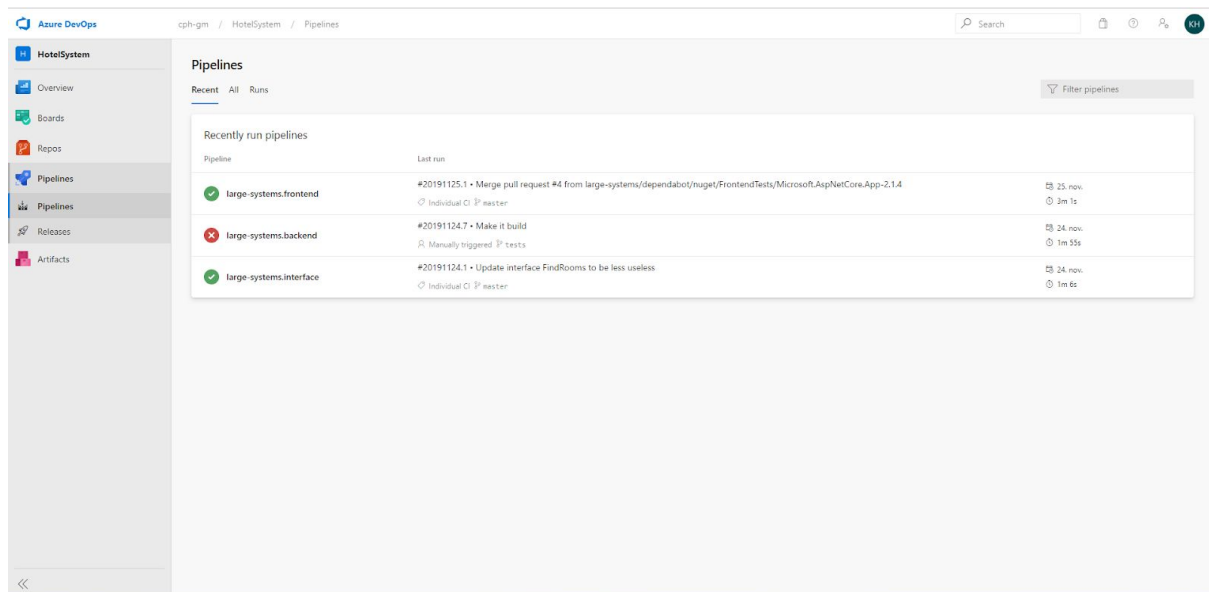 Azure DevOps
cph-gm / HotelSystem / Pipelines
Search
KH
H HotelSystem
Overview
Boards
Repos
Pipelines
Pipelines
Releases
Artifacts
Pipelines
Recent All Runs
Filter pipelines
Recently run pipelines
Pipeline Last run
large-systems.frontend
#20191125.1 • Merge pull request #4 from large-systems/dependabot/nuget/FrontendTests/Microsoft.AspNetCore.App-2.1.4
Individual CI master
25. nov.
3m 1s
large-systems.backend
#20191124.7 • Make it build
Manually triggered tests
24. nov.
1m 55s
large-systems.interface
#20191124.1 • Update interface FindRooms to be less useless
Individual CI master
24. nov.
1m 6s